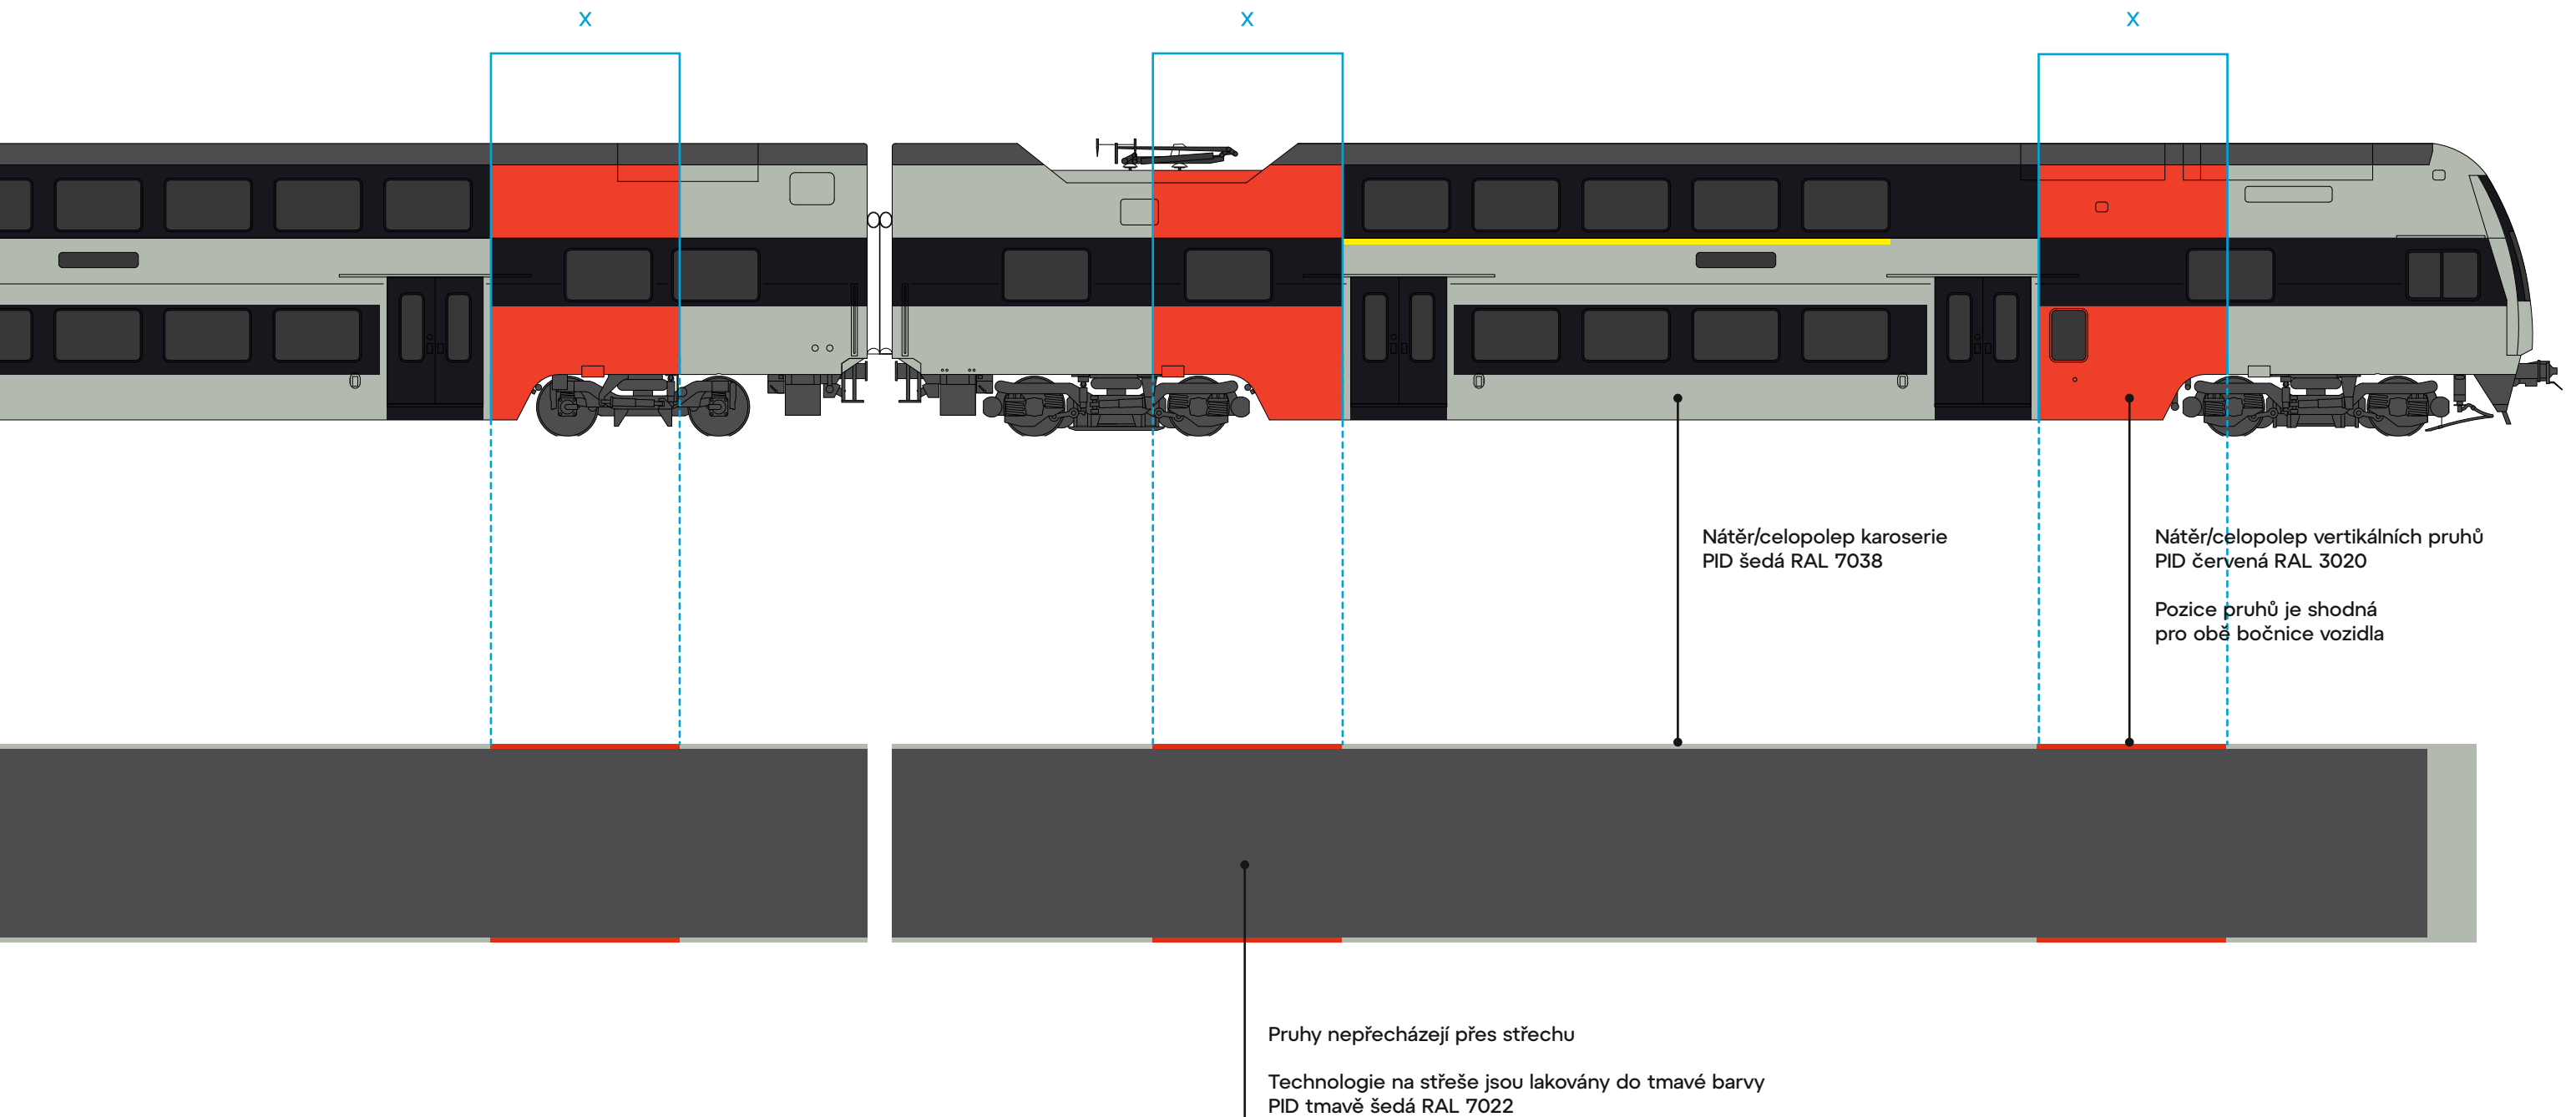 X
X
X
Nátěr/celopolep karoserie
PID šedá RAL 7038
Nátěr/celopolep vertikálních pruhů
PID červená RAL 3020
Pozice pruhů je shodná
pro obě bočnice vozidla
Pruhy nepřecházejí přes střechu
Technologie na střeše jsou lakovány do tmavé barvy
PID tmavě šedá RAL 7022